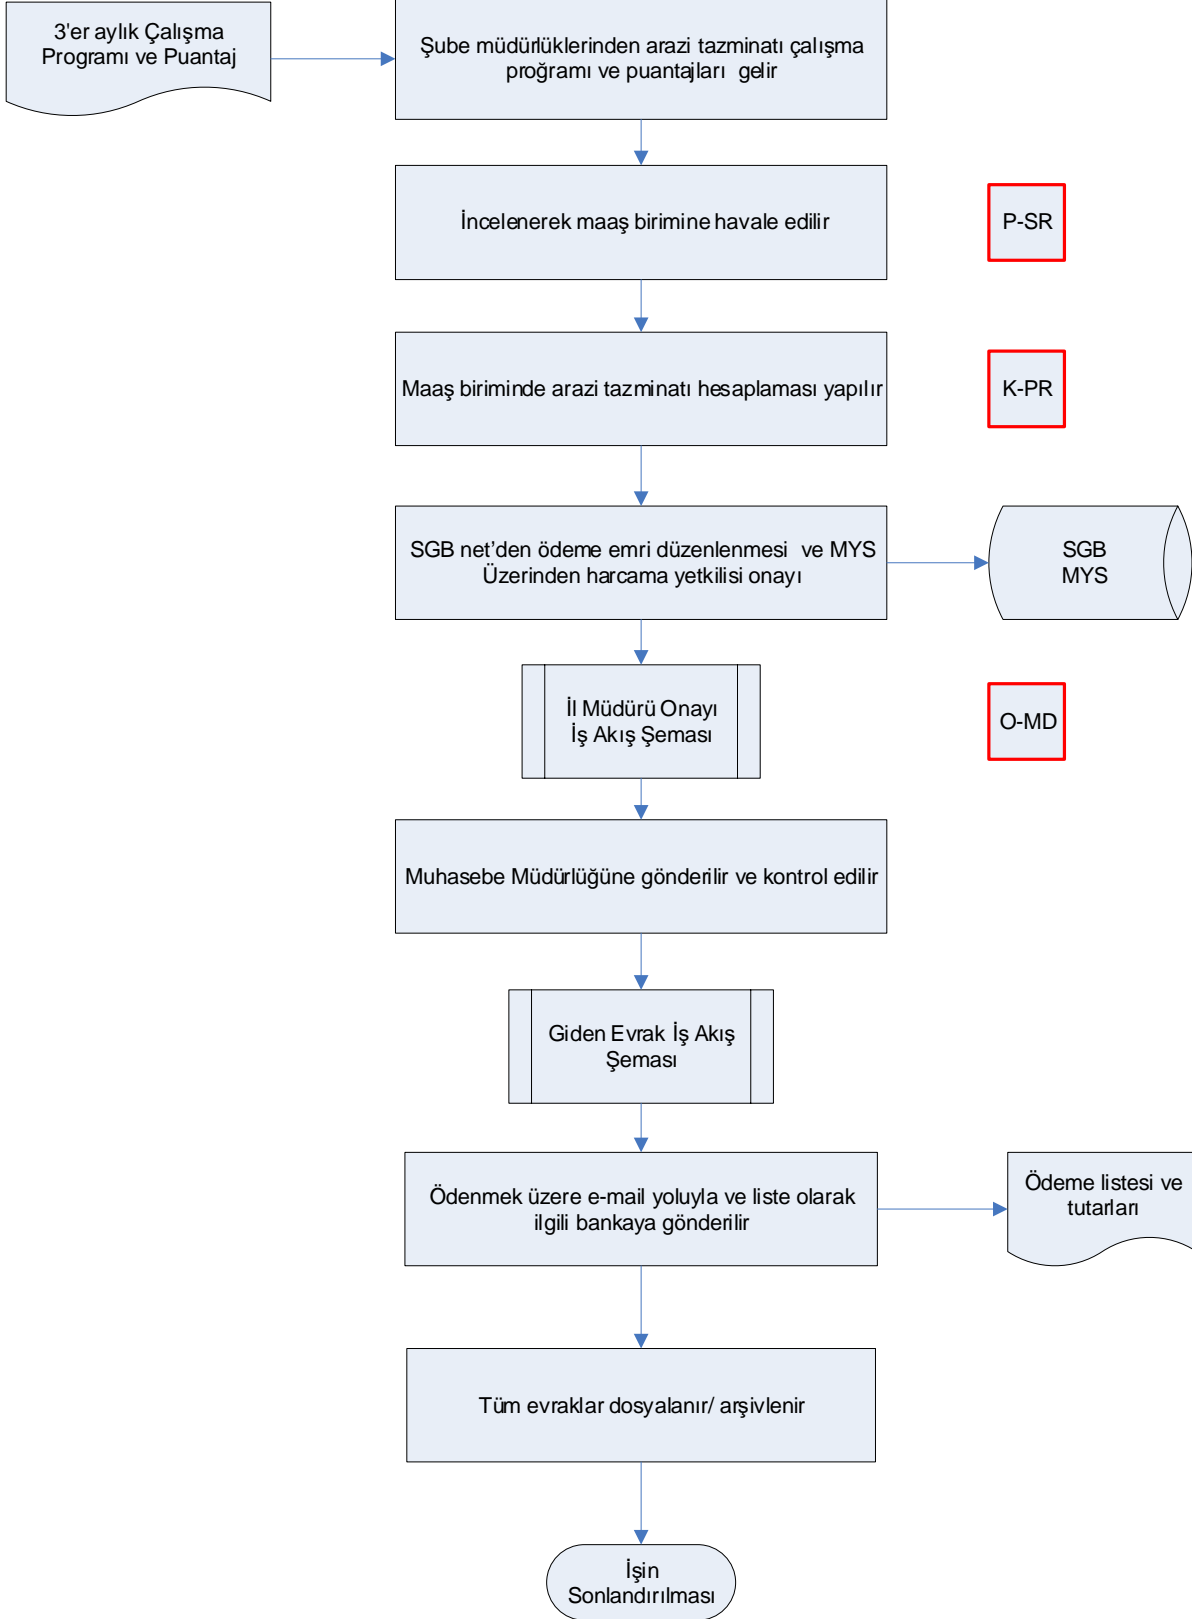 3'er aylık Çalışma
Programı ve Puantaj
Şube müdürlüklerinden arazi tazminatı çalışma
proğramı ve puantajları gelir
İncelenerek maaş birimine havale edilir
P-SR
Maaş biriminde arazi tazminatı hesaplaması yapılır
K-PR
SGB net’den ödeme emri düzenlenmesi ve MYS
Üzerinden harcama yetkilisi onayı
SGB
MYS
İl Müdürü Onayı
İş Akış Şeması
O-MD
Muhasebe Müdürlüğüne gönderilir ve kontrol edilir
Giden Evrak İş Akış
Şeması
Ödenmek üzere e-mail yoluyla ve liste olarak
ilgili bankaya gönderilir
Ödeme listesi ve
tutarları
Tüm evraklar dosyalanır/ arşivlenir
İşin
Sonlandırılması